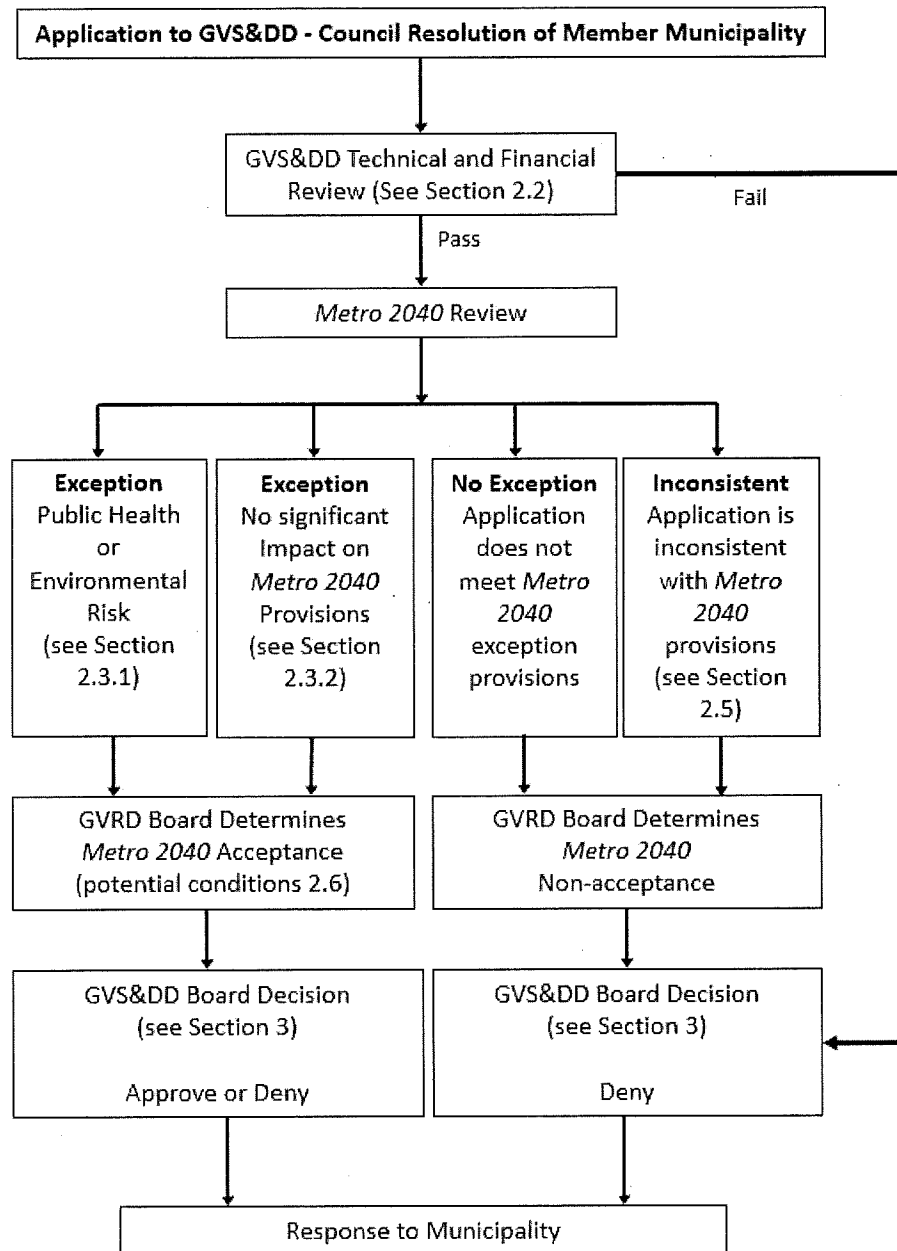 Application to GVS&DD - Council Resolution of Member Municipality
GVS&DD Technical and Financial
Review (See Section 2.2)
Fail
Pass
Metro 2040 Review
Exception
Public Health
or
Environmental
Risk
(see Section
2.3.1)
Exception
No significant
Impact on
Metro 2040
Provisions
(see Section
2.3.2)
No Exception
Application
does not
meet Metro
2040
exception
provisions
Inconsistent
Application is
inconsistent
with Metro
2040
provisions
(see Section
2.5)
GVRD Board Determines
Metro 2040 Acceptance
(potential conditions 2.6)
GVRD Board Determines
Metro 2040
Non-acceptance
GVS&DD Board Decision
(see Section 3)
Approve or Deny
GVS&DD Board Decision
(see Section 3)
Deny
Response to Municipality